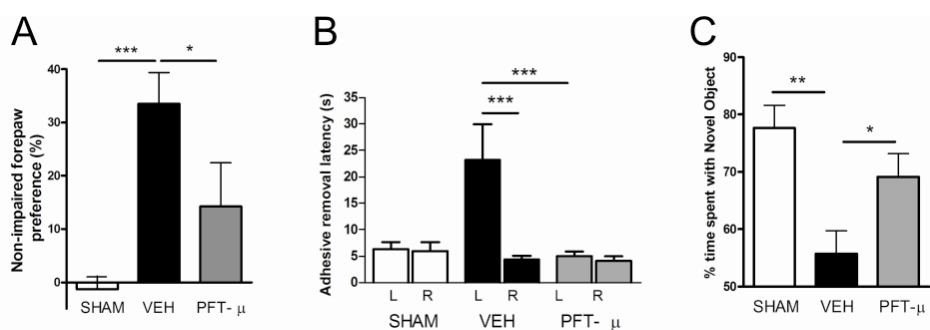 A
Non-impaired forepaw
preference (%)
40
30
20
10
0
***
*
SHAM VEH PFT- μ
B
Adhesive removal latency (s)
35
30
25
20
15
10
5
0
***
***
L R L R L R
SHAM VEH PFT- μ
C
% time spent with Novel Object
90
80
70
60
50
**
*
SHAM VEH PFT- μ